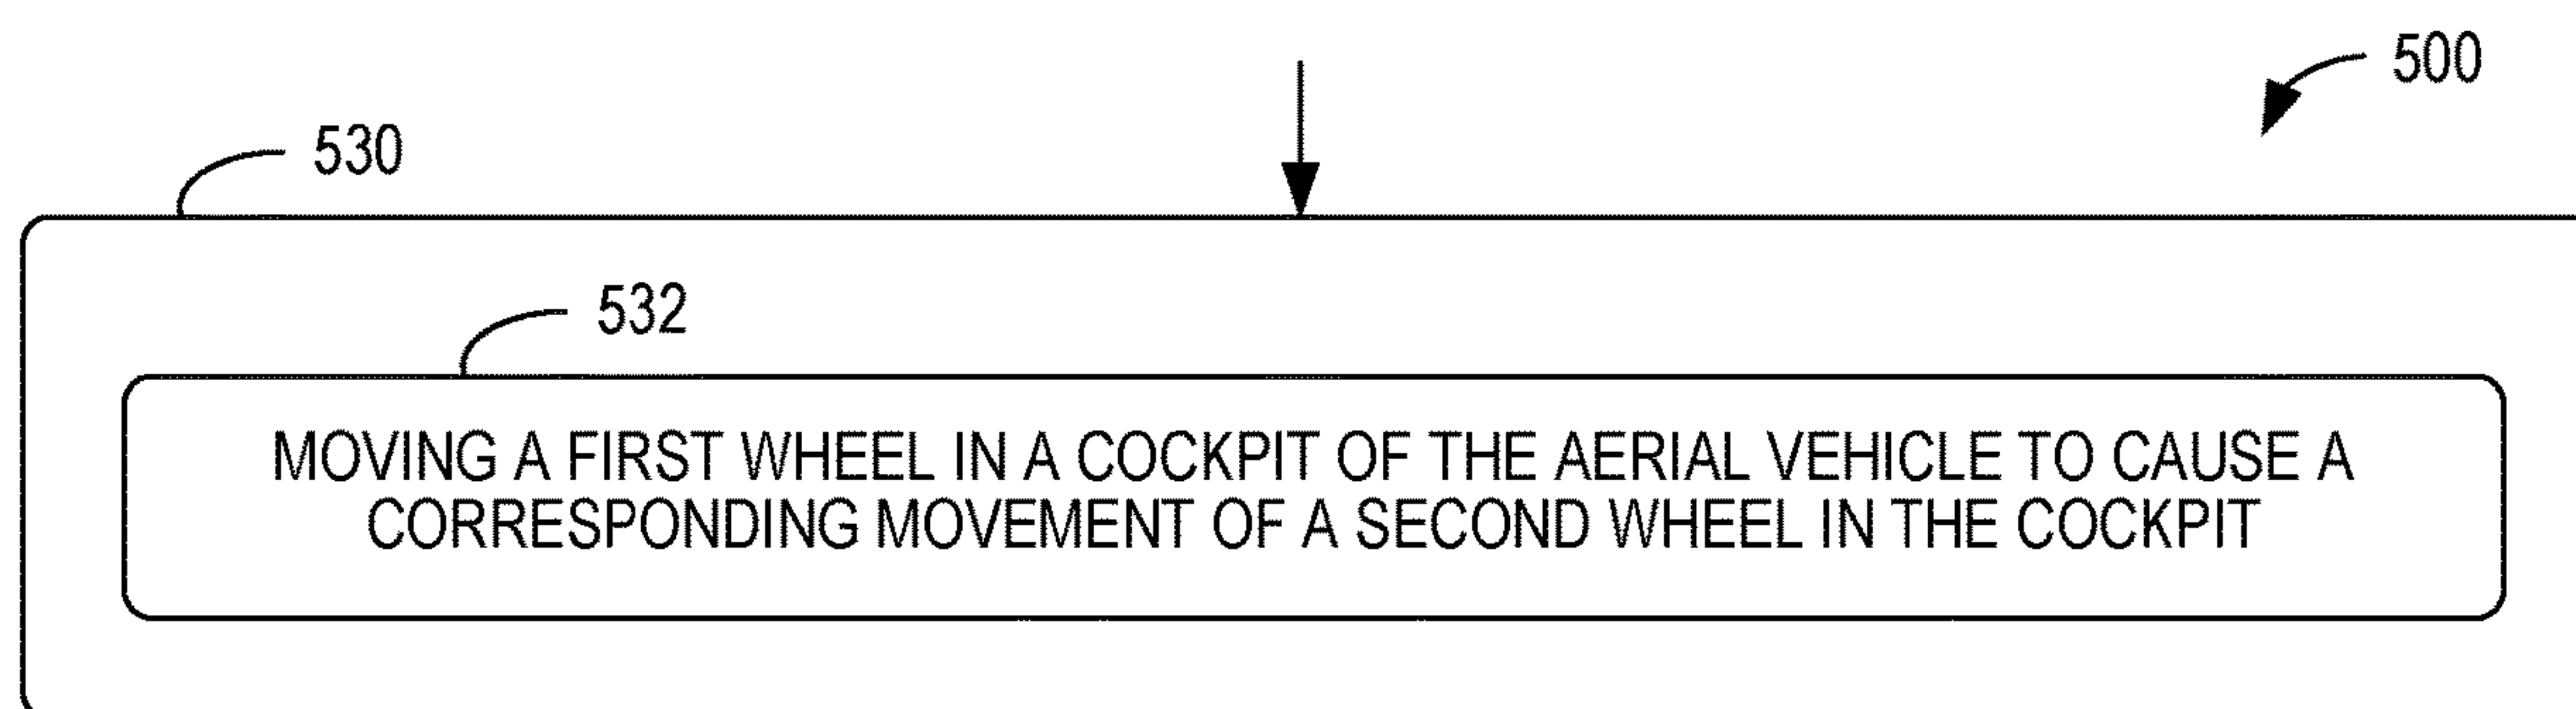 500
530
532
MOVING A FIRST WHEEL IN A COCKPIT OF THE AERIAL VEHICLE TO CAUSE A
CORRESPONDING MOVEMENT OF A SECOND WHEEL IN THE COCKPIT